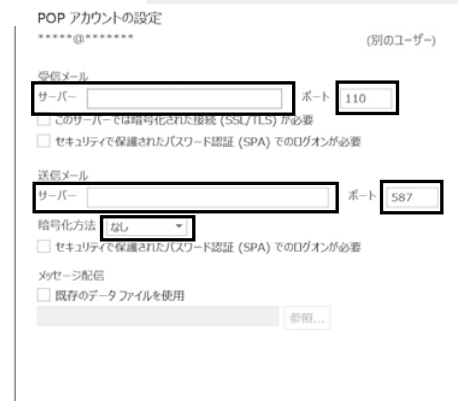 POP アカウントの設定
*****@******* (別のユーザー)
受信メール
サーバー ポート 110
このサーバーでは暗号化された接続 (SSL/TLS) が必要
セキュリティで保護されたパスワード認証 (SPA) でのログオンが必要
送信メール
サーバー ポート 587
暗号化方法 なし
セキュリティで保護されたパスワード認証 (SPA) でのログオンが必要
メッセージ配信
既存のデータ ファイルを使用
参照...